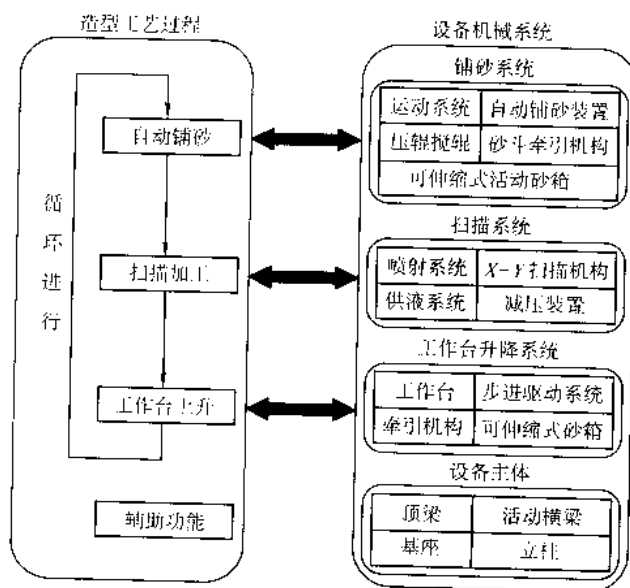 造型工艺过程
自动铺砂
循环进行
扫描加工
工作台上升
辅助功能
设备机械系统
铺砂系统
运动系统 自动铺砂装置
压辊搅辊 砂斗牵引机构
可伸缩式活动砂箱
扫描系统
喷射系统 X-Y扫描机构
供液系统 减压装置
工作台升降系统
工作台 步进驱动系统
牵引机构 可伸缩式砂箱
设备主体
顶梁 活动横梁
基座 立柱